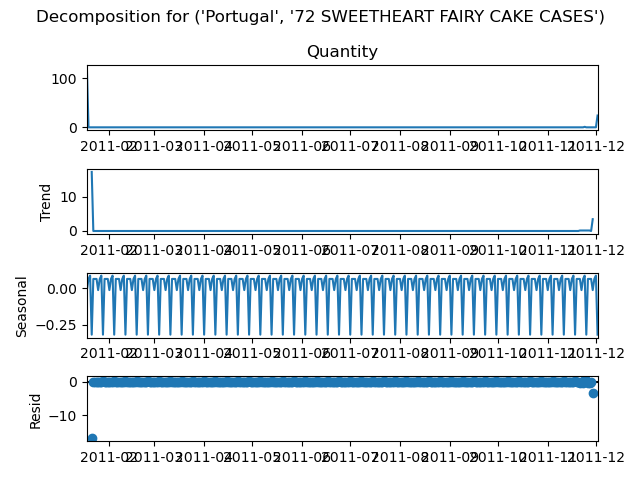 Decomposition for ('Portugal', '72 SWEETHEART FAIRY CAKE CASES')
Quantity
100
0
2011-02 2011-03 2011-04 2011-05 2011-06 2011-07 2011-08 2011-09 2011-10 2011-11 2011-12
Trend
10
0
2011-02 2011-03 2011-04 2011-05 2011-06 2011-07 2011-08 2011-09 2011-10 2011-11 2011-12
Seasonal
0.00
−0.25
2011-02 2011-03 2011-04 2011-05 2011-06 2011-07 2011-08 2011-09 2011-10 2011-11 2011-12
Resid
0
−10
2011-02 2011-03 2011-04 2011-05 2011-06 2011-07 2011-08 2011-09 2011-10 2011-11 2011-12